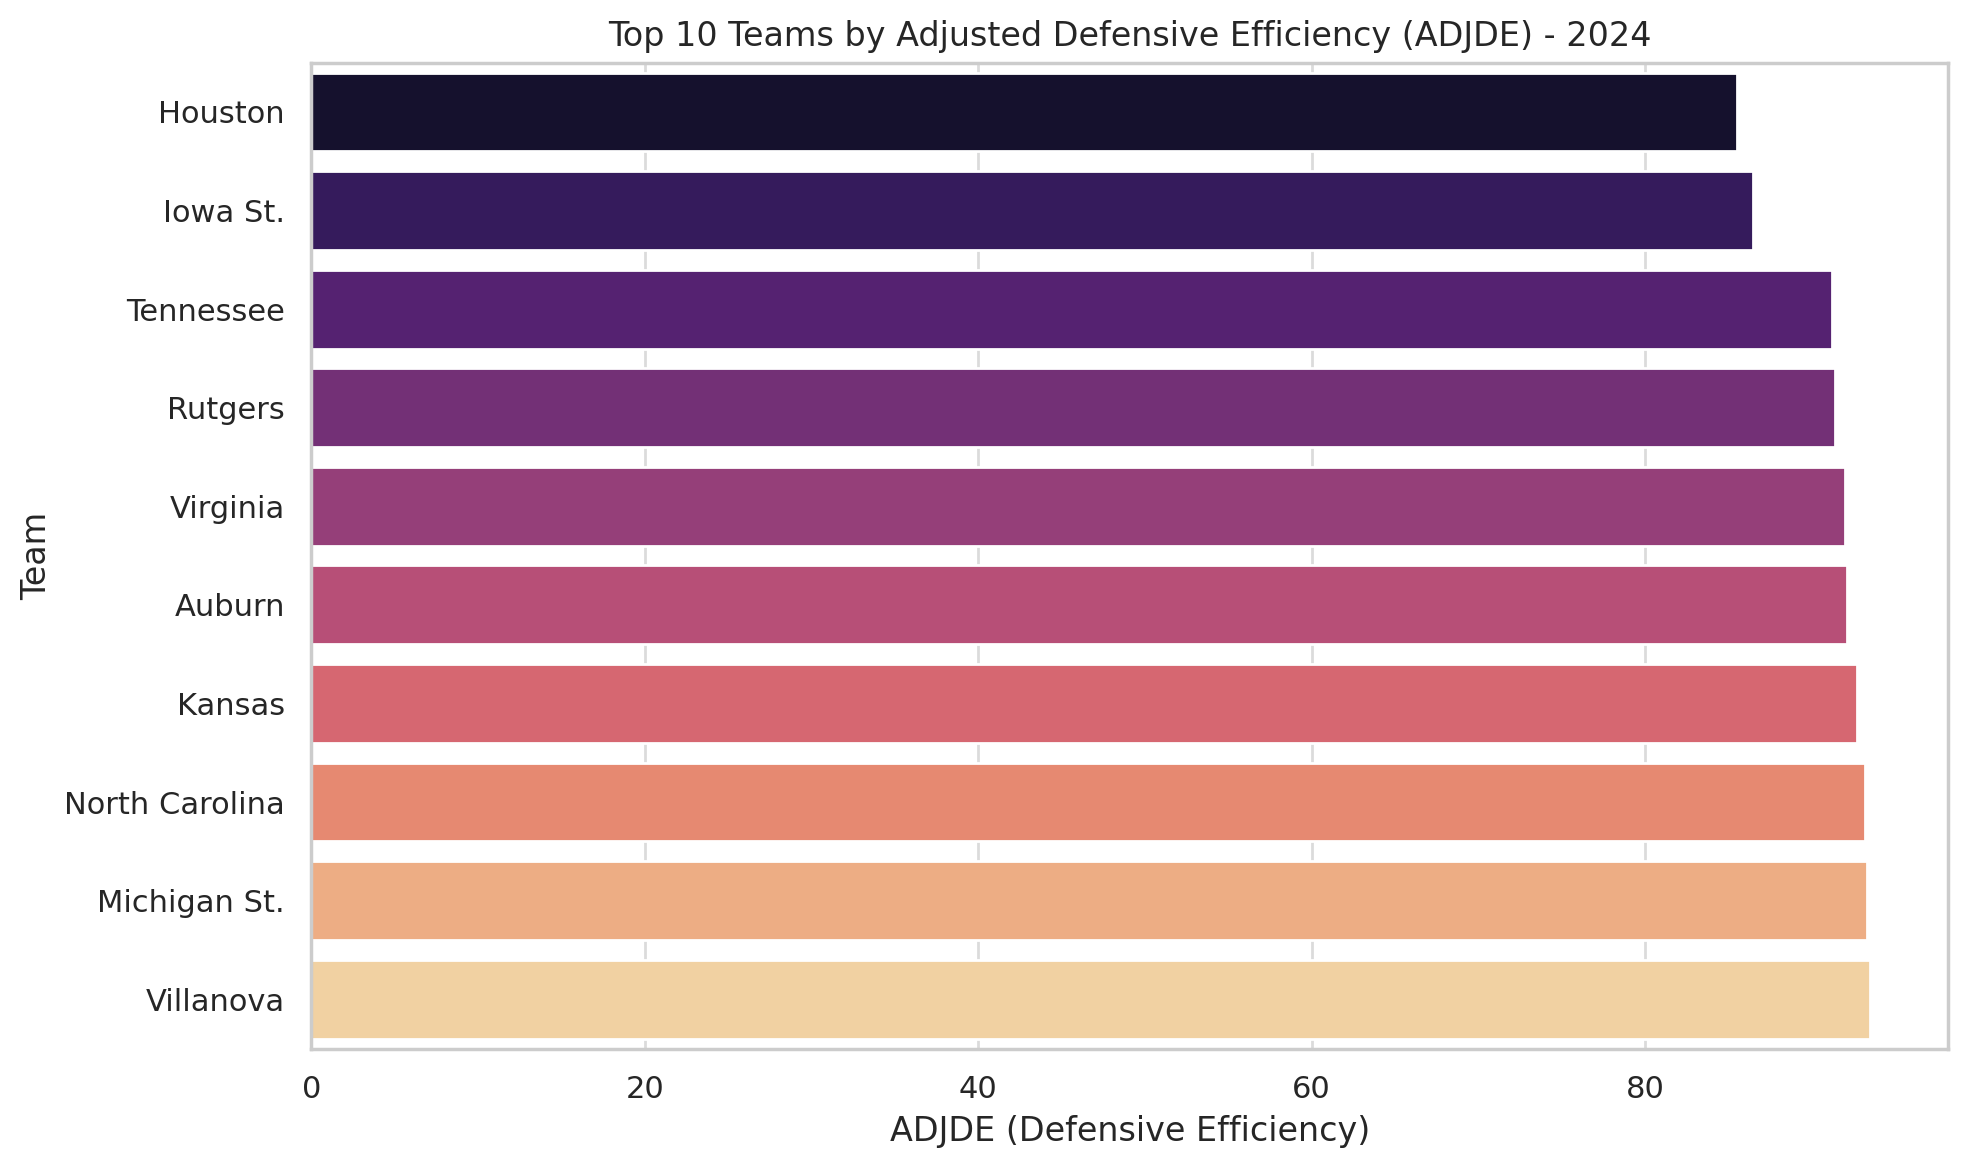 Top 10 Teams by Adjusted Defensive Efficiency (ADJDE) - 2024
Houston
Iowa St.
Tennessee
Rutgers
Virginia
Auburn
Kansas
North Carolina
Michigan St.
Villanova
Team
0 20 40 60 80
ADJDE (Defensive Efficiency)